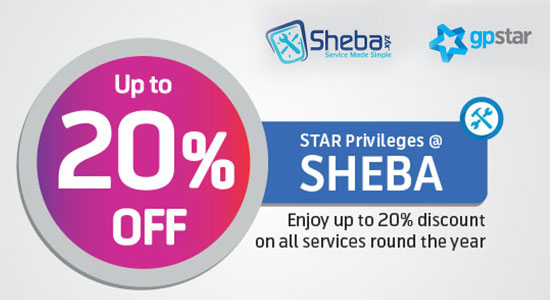 Sheba.xyz
Service Made Simple
gpstar
Up to
20%
OFF
STAR Privileges @
SHEBA
Enjoy up to 20% discount
on all services round the year